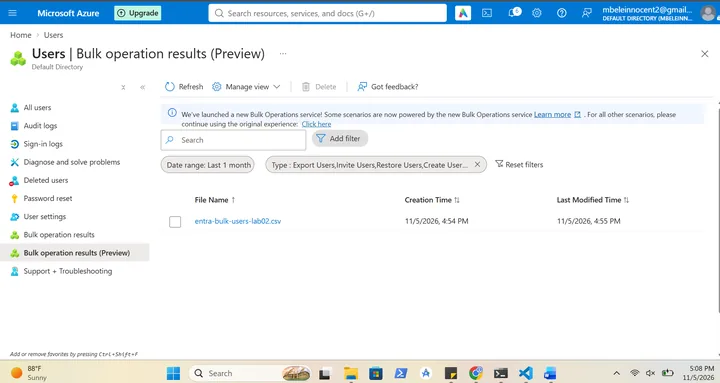 Microsoft Azure
Upgrade
Search resources, services, and docs (G+/)
mbeleinnocent2@gmail....
DEFAULT DIRECTORY (MBELEINN...
Home > Users
Users | Bulk operation results (Preview) ...
Default Directory
Refresh
Manage view
Delete
Got feedback?
We've launched a new Bulk Operations service! Some scenarios are now powered by the new Bulk Operations service Learn more . For all other scenarios, please
continue using the original experience: Click here
Search
Add filter
Date range: Last 1 month
Type : Export Users,Invite Users,Restore Users,Create User...
Reset filters
All users
Audit logs
Sign-in logs
Diagnose and solve problems
Deleted users
Password reset
User settings
Bulk operation results
Bulk operation results (Preview)
Support + Troubleshooting
File Name
Creation Time
Last Modified Time
entra-bulk-users-lab02.csv
11/5/2026, 4:54 PM
11/5/2026, 4:55 PM
Add or remove favorites by pressing Ctrl+Shift+F
88°F
Sunny
Search
5:08 PM
11/5/2026